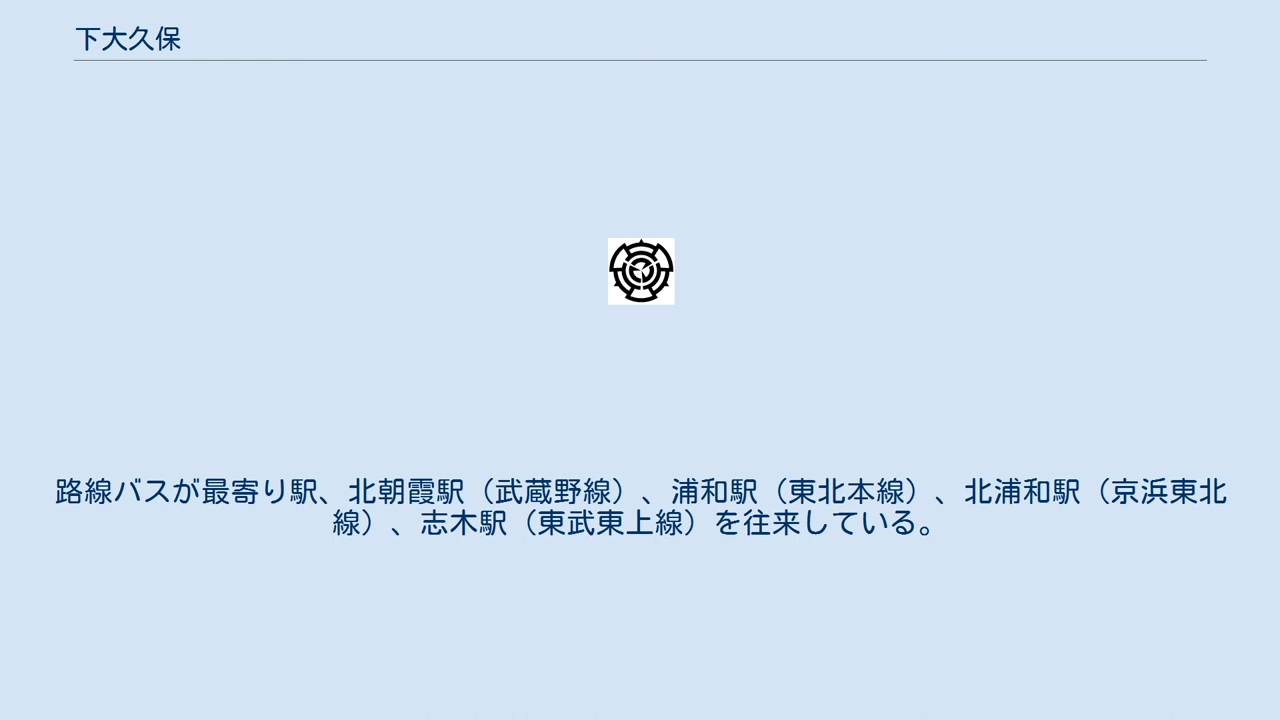 下大久保
路線バスが最寄り駅、北朝霞駅（武蔵野線）、浦和駅（東北本線）、北浦和駅（京浜東北
線）、志木駅（東武東上線）を往来している。